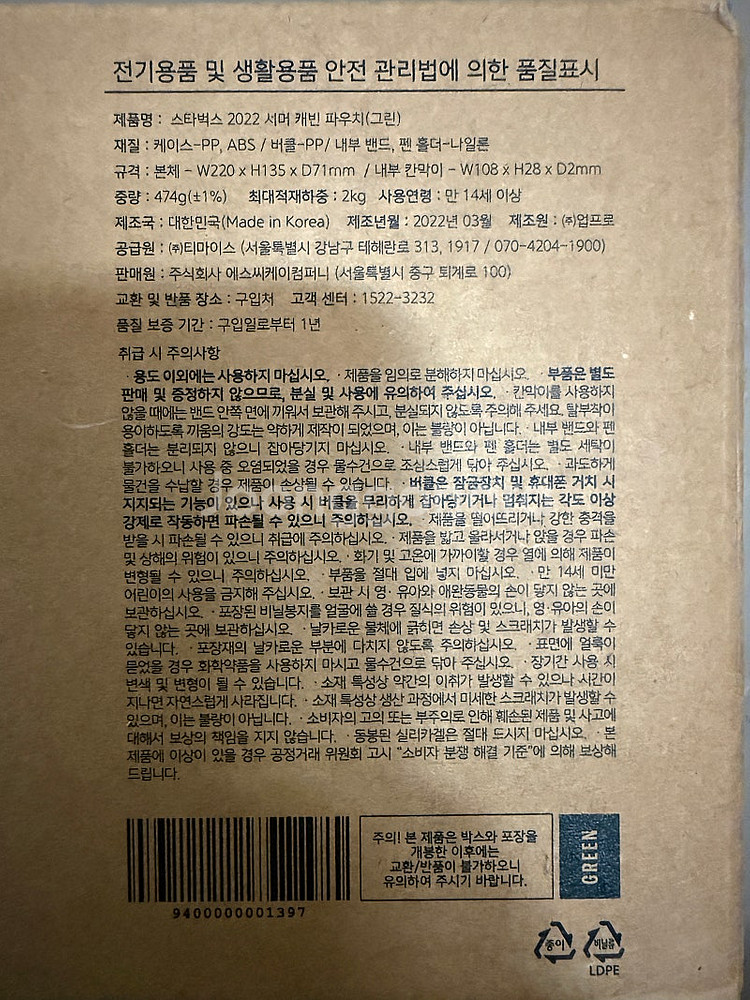 전기용품 및 생활용품 안전 관리법에 의한 품질표시
제품명 : 스타벅스 2022 서머 캐빈 파우치(그린)
재질 : 케이스-PP, ABS / 버클-PP/ 내부 밴드, 펜 홀더-나일론
규격 : 본체 - W220 x H135 x D71mm / 내부 칸막이 - W108 x H28 x D2mm
중량 : 474g(±1%) 최대적재하중 : 2kg 사용연령 : 만 14세 이상
제조국 : 대한민국(Made in Korea) 제조년월 : 2022년 03월 제조원 : ㈜업프로
공급원 : ㈜티마이스 (서울특별시 강남구 테헤란로 313, 1917 / 070-4204-1900)
판매원 : 주식회사 에스씨케이컴퍼니 (서울특별시 중구 퇴계로 100)
교환 및 반품 장소 : 구입처 고객 센터 : 1522-3232
품질 보증 기간 : 구입일로부터 1년
취급 시 주의사항
· 용도 이외에는 사용하지 마십시오. · 제품을 임의로 분해하지 마십시오. · 부품은 별도
판매 및 증정하지 않으므로, 분실 및 사용에 유의하여 주십시오. · 칸막이를 사용하지
않을 때에는 밴드 안쪽 면에 끼워서 보관해 주시고, 분실되지 않도록 주의해 주세요. 탈부착이
용이하도록 끼움의 강도는 약하게 제작이 되었으며, 이는 불량이 아닙니다. · 내부 밴드와 펜
홀더는 분리되지 않으니 잡아당기지 마십시오. · 내부 밴드와 펜 홀더는 별도 세탁이
불가하오니 사용 중 오염되었을 경우 물수건으로 조심스럽게 닦아 주십시오. · 과도하게
물건을 수납할 경우 제품이 손상될 수 있습니다. · 버클은 잠금장치 및 휴대폰 거치 시
지지되는 기능이 있으나 사용 시 버클을 무리하게 잡아당기거나 멈춰지는 각도 이상
강제로 작동하면 파손될 수 있으니 주의하십시오. · 제품을 떨어뜨리거나 강한 충격을
받을 시 파손될 수 있으니 취급에 주의하십시오. · 제품을 밟고 올라서거나 앉을 경우 파손
및 상해의 위험이 있으니 주의하십시오. · 화기 및 고온에 가까이할 경우 열에 의해 제품이
변형될 수 있으니 주의하십시오. · 부품을 절대 입에 넣지 마십시오. · 만 14세 미만
어린이의 사용을 금지해 주십시오. · 보관 시 영·유아와 애완동물의 손이 닿지 않는 곳에
보관하십시오. · 포장된 비닐봉지를 얼굴에 쓸 경우 질식의 위험이 있으니, 영·유아의 손이
닿지 않는 곳에 보관하십시오. · 날카로운 물체에 긁히면 손상 및 스크래치가 발생할 수
있습니다. · 포장재의 날카로운 부분에 다치지 않도록 주의하십시오. · 표면에 얼룩이
묻었을 경우 화학약품을 사용하지 마시고 물수건으로 닦아 주십시오. · 장기간 사용 시
변색 및 변형이 될 수 있습니다. · 소재 특성상 약간의 이취가 발생할 수 있으나 시간이
지나면 자연스럽게 사라집니다. · 소재 특성상 생산 과정에서 미세한 스크래치가 발생할 수
있으며, 이는 불량이 아닙니다. · 소비자의 고의 또는 부주의로 인해 훼손된 제품 및 사고에
대해서 보상의 책임을 지지 않습니다. · 동봉된 실리카겔은 절대 드시지 마십시오. · 본
제품에 이상이 있을 경우 공정거래 위원회 고시 “소비자 분쟁 해결 기준”에 의해 보상해
드립니다.
주의! 본 제품은 박스와 포장을
개봉한 이후에는
교환/반품이 불가하오니
유의하여 주시기 바랍니다.
GREEN
9400000001397
종이
비닐류
LDPE